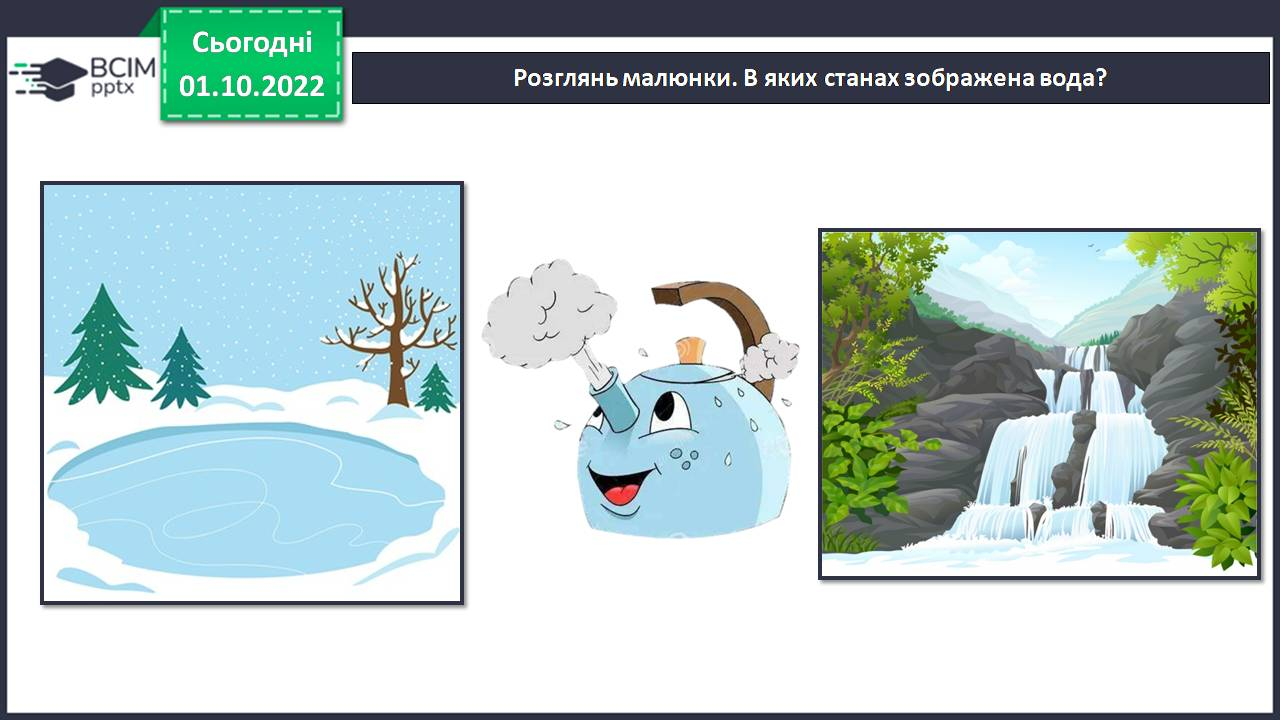 Сьогодні
01.10.2022
ВСІМ
pptx
Розглянь малюнки. В яких станах зображена вода?